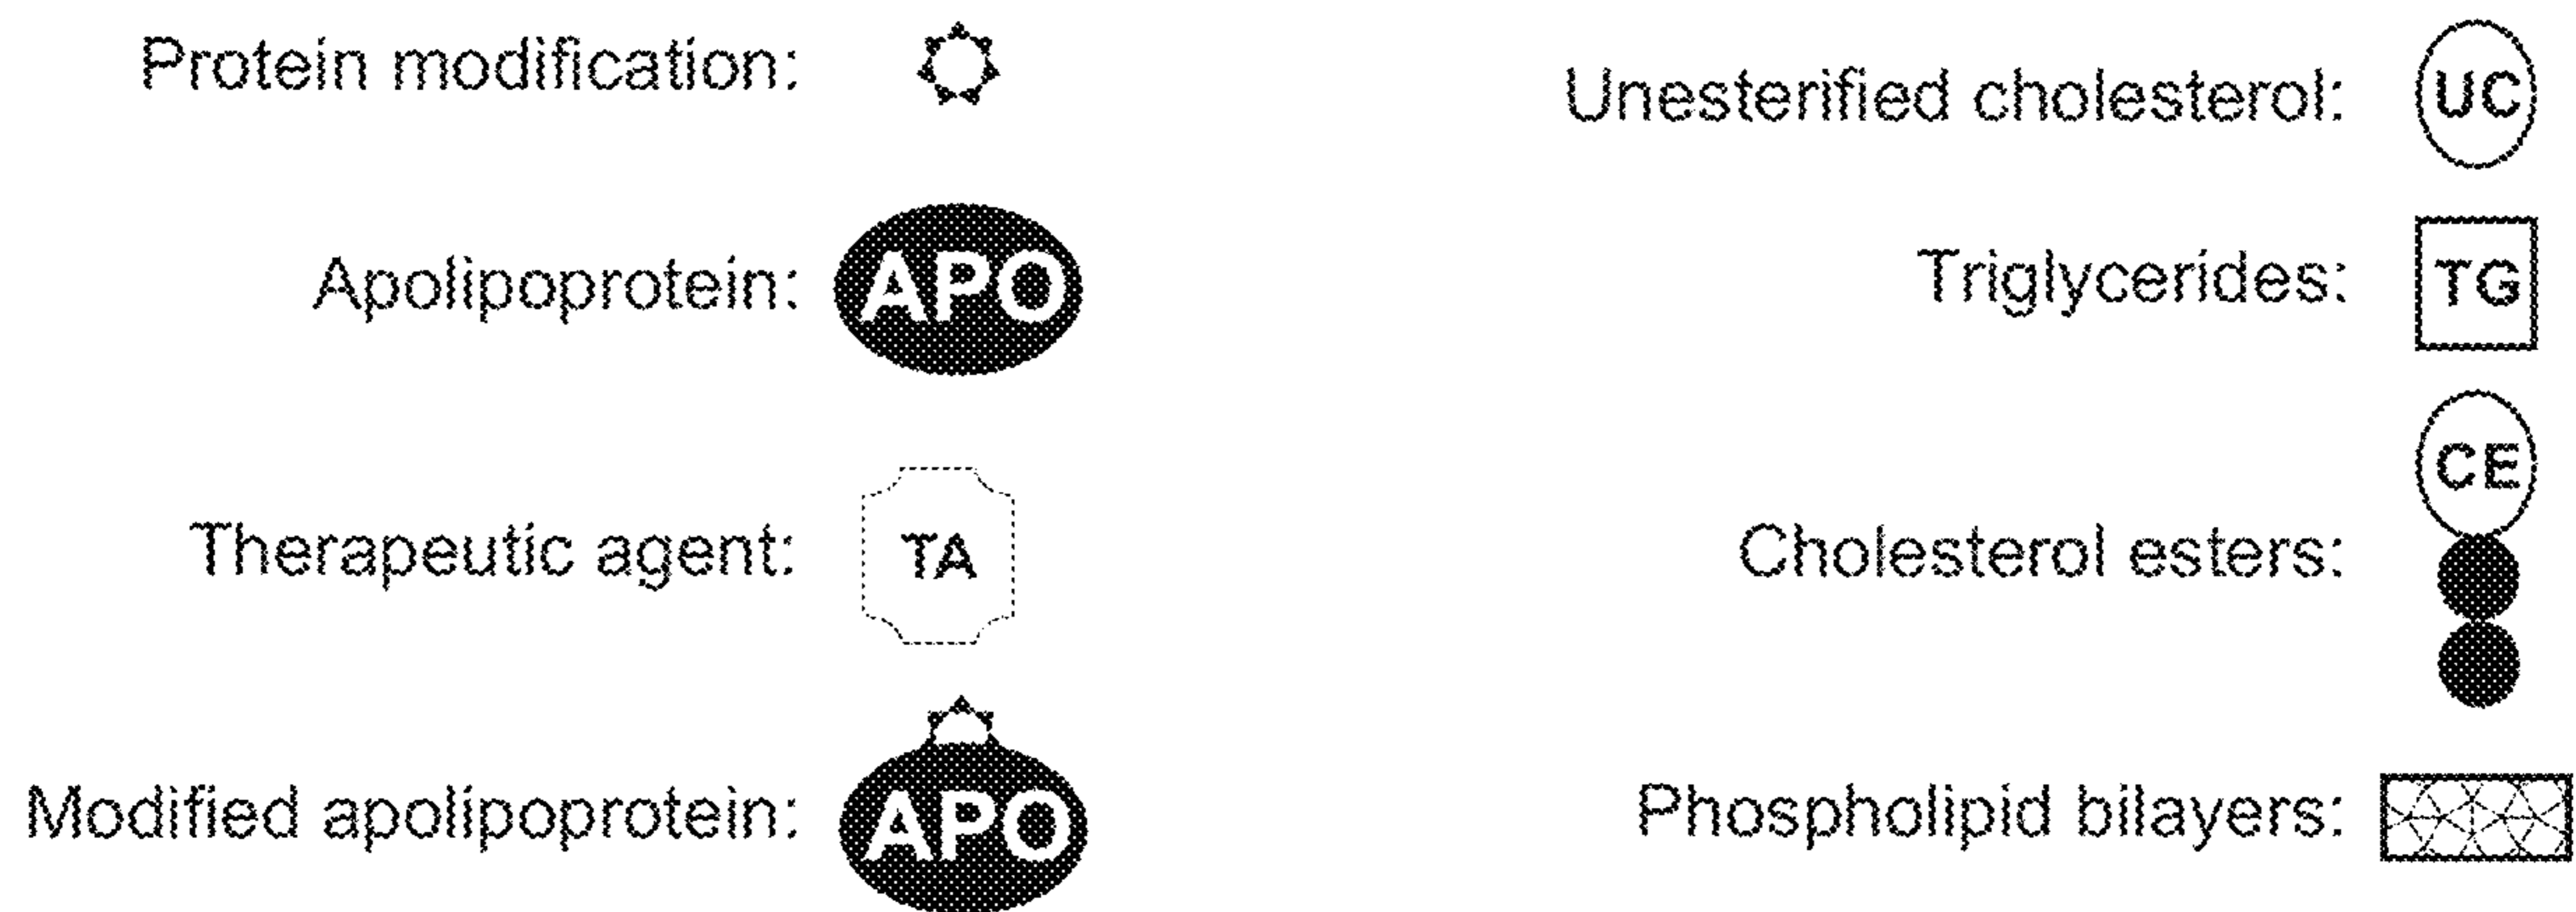 Protein modification:
Apolipoprotein: APO
Therapeutic agent: TA
Modified apolipoprotein: APO
Unesterified cholesterol: UC
Triglycerides: TG
CE
Cholesterol esters:
Phospholipid bilayers: